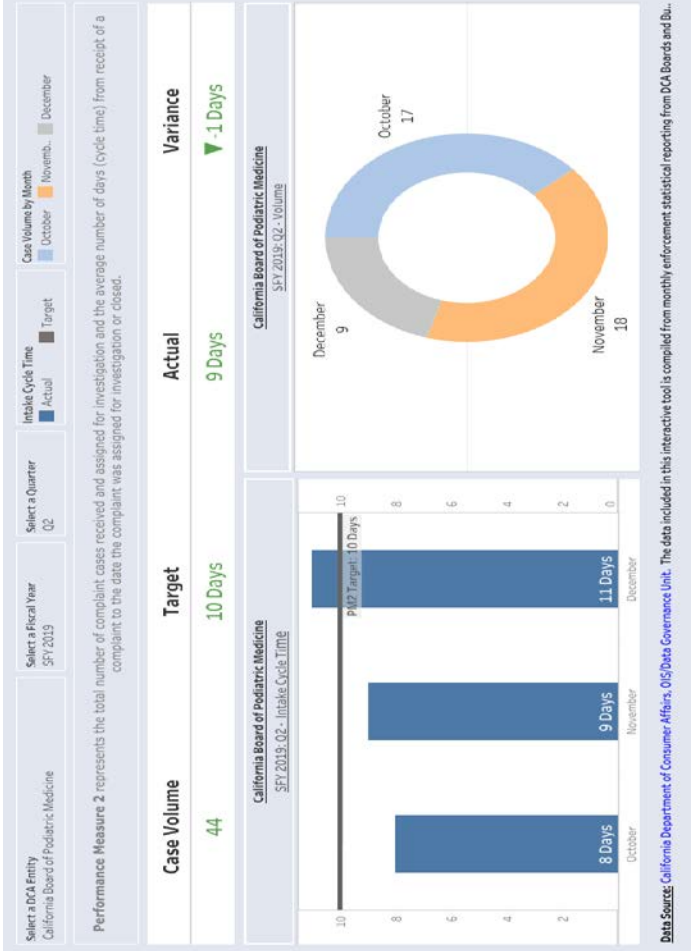 Select a DCA Entity
California Board of Podiatric Medicine
Select a Fiscal Year
SFY 2019
Select a Quarter
Q2
Intake Cycle Time
Actual
Target
Case Volume by Month
October
Novemb..
December
Performance Measure 2 represents the total number of complaint cases received and assigned for investigation and the average number of days (cycle time) from receipt of a
complaint to the date the complaint was assigned for investigation or closed.
Case Volume
Target
Actual
Variance
44
10 Days
9 Days
▼ -1 Days
California Board of Podiatric Medicine
SFY 2019: Q2 - Intake Cycle Time
10
8
6
4
2
0
PM2 Target: 10 Days
10
8
6
4
2
0
8 Days
9 Days
11 Days
October
November
December
California Board of Podiatric Medicine
SFY 2019: Q2 - Volume
December
9
October
17
November
18
Data Source: California Department of Consumer Affairs, OIS/Data Governance Unit. The data included in this interactive tool is compiled from monthly enforcement statistical reporting from DCA Boards and Bu..